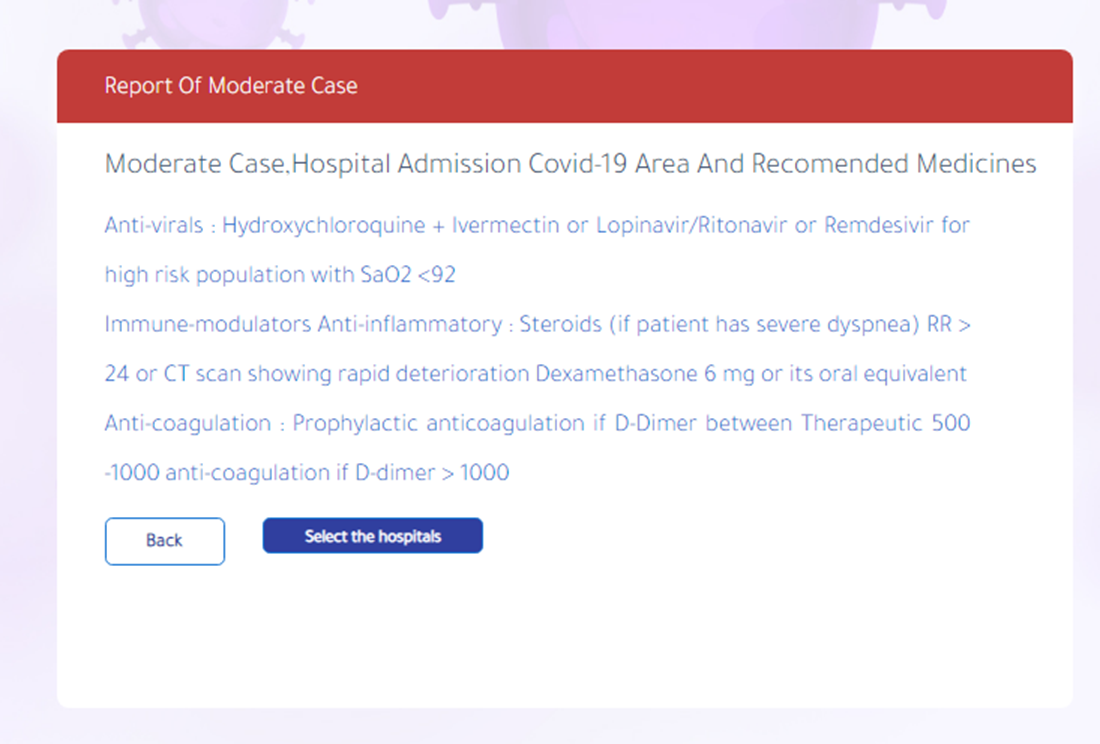 Report Of Moderate Case
Moderate Case,Hospital Admission Covid-19 Area And Recomended Medicines
Anti-virals : Hydroxychloroquine + Ivermectin or Lopinavir/Ritonavir or Remdesivir for
high risk population with SaO2 <92
Immune-modulators Anti-inflammatory : Steroids (if patient has severe dyspnea) RR >
24 or CT scan showing rapid deterioration Dexamethasone 6 mg or its oral equivalent
Anti-coagulation : Prophylactic anticoagulation if D-Dimer between Therapeutic 500
-1000 anti-coagulation if D-dimer > 1000
Back
Select the hospitals